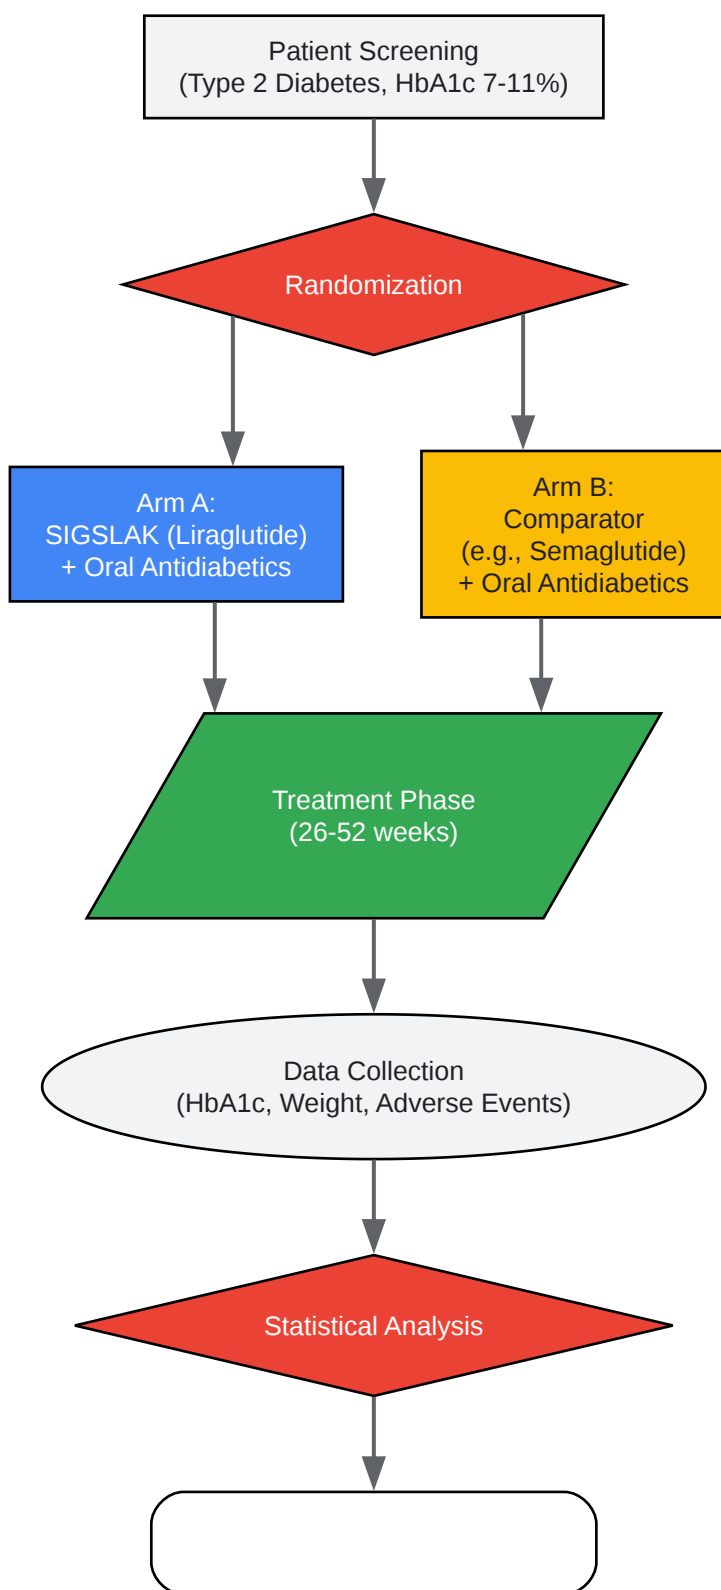 Patient Screening
(Type 2 Diabetes, HbA1c 7-11%)
Randomization
Arm A:
SIGSLAK (Liraglutide)
+ Oral Antidiabetics
Arm B:
Comparator
(e.g., Semaglutide)
+ Oral Antidiabetics
Treatment Phase
(26-52 weeks)
Data Collection
(HbA1c, Weight, Adverse Events)
Statistical Analysis